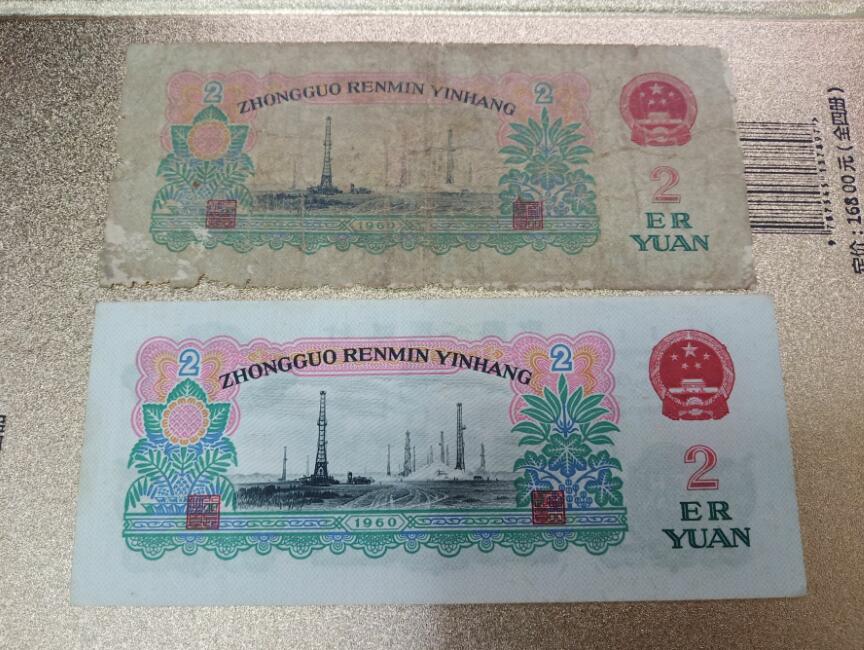 2
ZHONGGUO RENMIN YINHANG
2
1960
2
ER
YUAN
2
ZHONGGUO RENMIN YINHANG
2
1960
2
ER
YUAN
定价:168.00元(全四册)